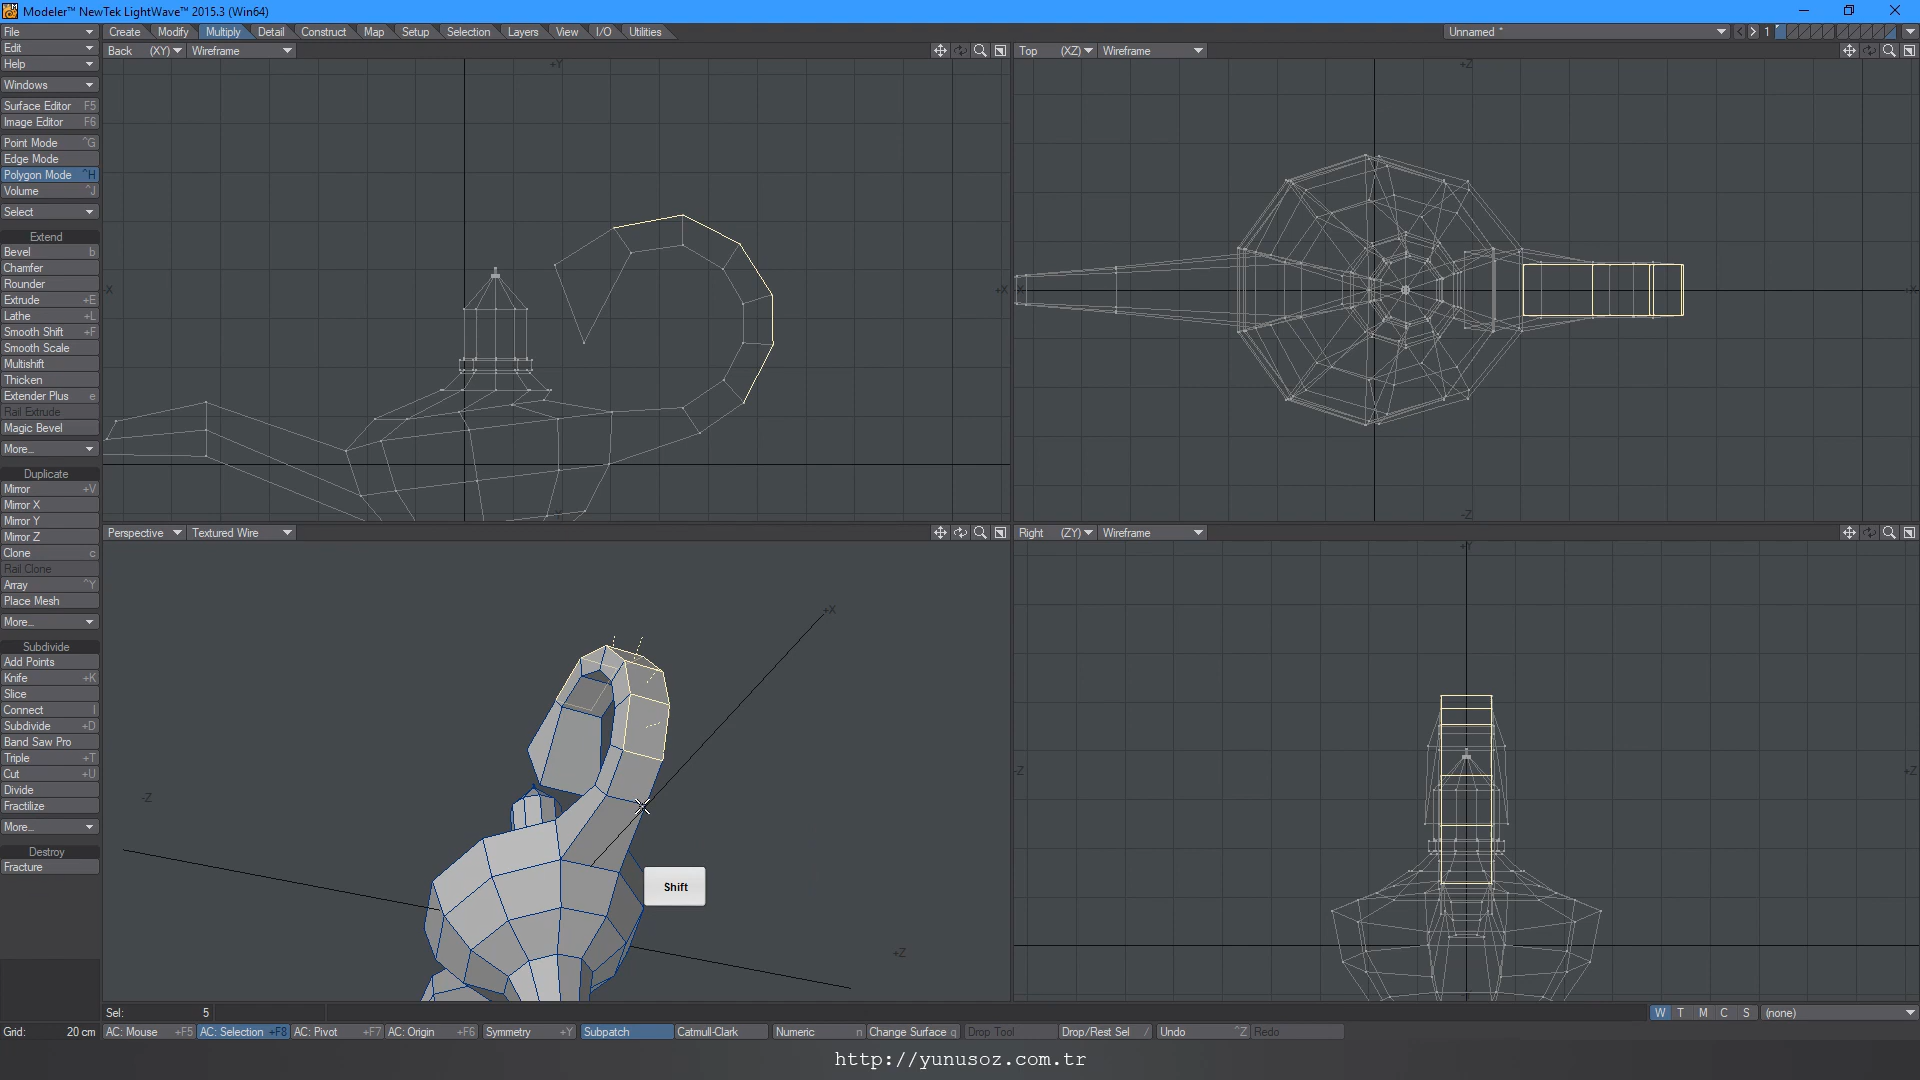 Modeler™ NewTek LightWave™ 2015.3 (Win64)
File
Create Modify Multiply Detail Construct Map Setup Selection Layers View I/O Utilities
Unnamed * 1
Edit
Help
Windows
Surface Editor F5
Image Editor F6
Point Mode ^G
Edge Mode
Polygon Mode ^H
Volume ^J
Select
Extend
Bevel b
Chamfer
Rounder
Extrude +E
Lathe +L
Smooth Shift +F
Smooth Scale
Multishift
Thicken
Extender Plus e
Rail Extrude
Magic Bevel
More...
Duplicate
Mirror +V
Mirror X
Mirror Y
Mirror Z
Clone c
Rail Clone
Array ^Y
Place Mesh
More...
Subdivide
Add Points
Knife +K
Slice
Connect l
Subdivide +D
Band Saw Pro
Triple +T
Cut +U
Divide
Fractilize
More...
Destroy
Fracture
Back (XY) Wireframe
+Y
-X
+X
-Y
Top (XZ) Wireframe
+Z
-X
+X
-Z
Perspective Textured Wire
+X
-Z
+Z
Shift
Right (ZY) Wireframe
+Y
-Z
+Z
Sel: 5
W T M C S (none)
Grid: 20 cm
AC: Mouse +F5 AC: Selection +F8 AC: Pivot +F7 AC: Origin +F6 Symmetry +Y Subpatch Catmull-Clark Numeric n Change Surface q Drop Tool Drop/Rest Sel / Undo ^Z Redo
http://yunusoz.com.tr